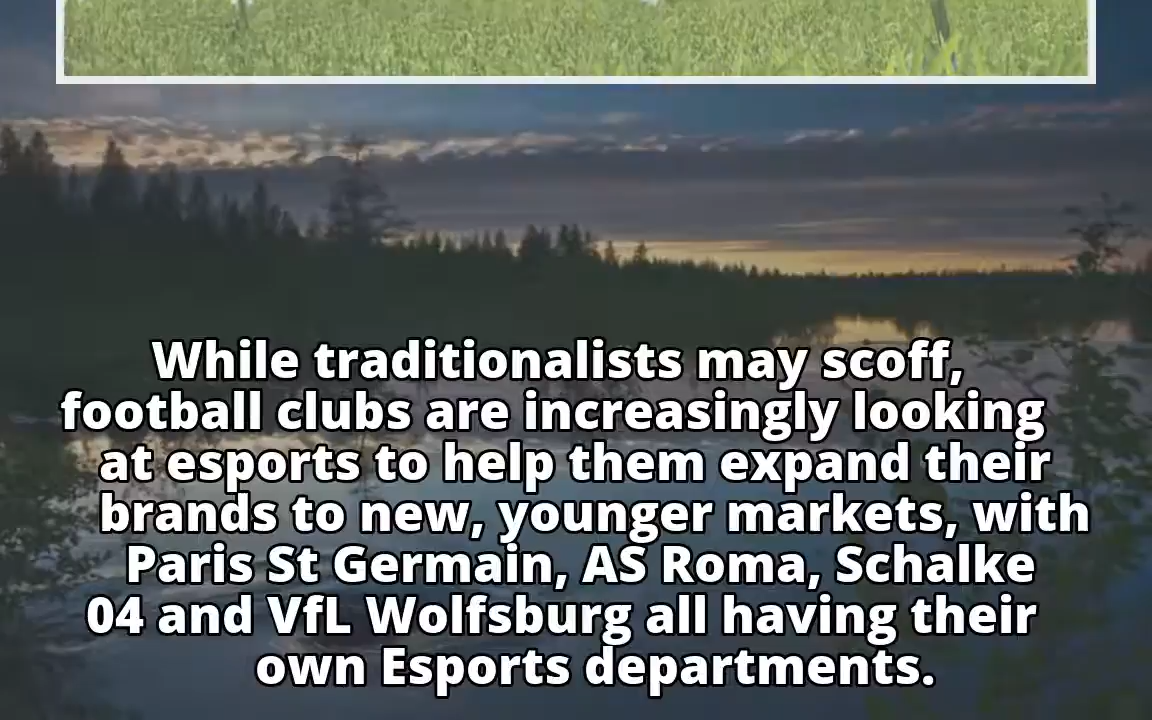 While traditionalists may scoff,
football clubs are increasingly looking
at esports to help them expand their
brands to new, younger markets, with
Paris St Germain, AS Roma, Schalke
04 and VfL Wolfsburg all having their
own Esports departments.